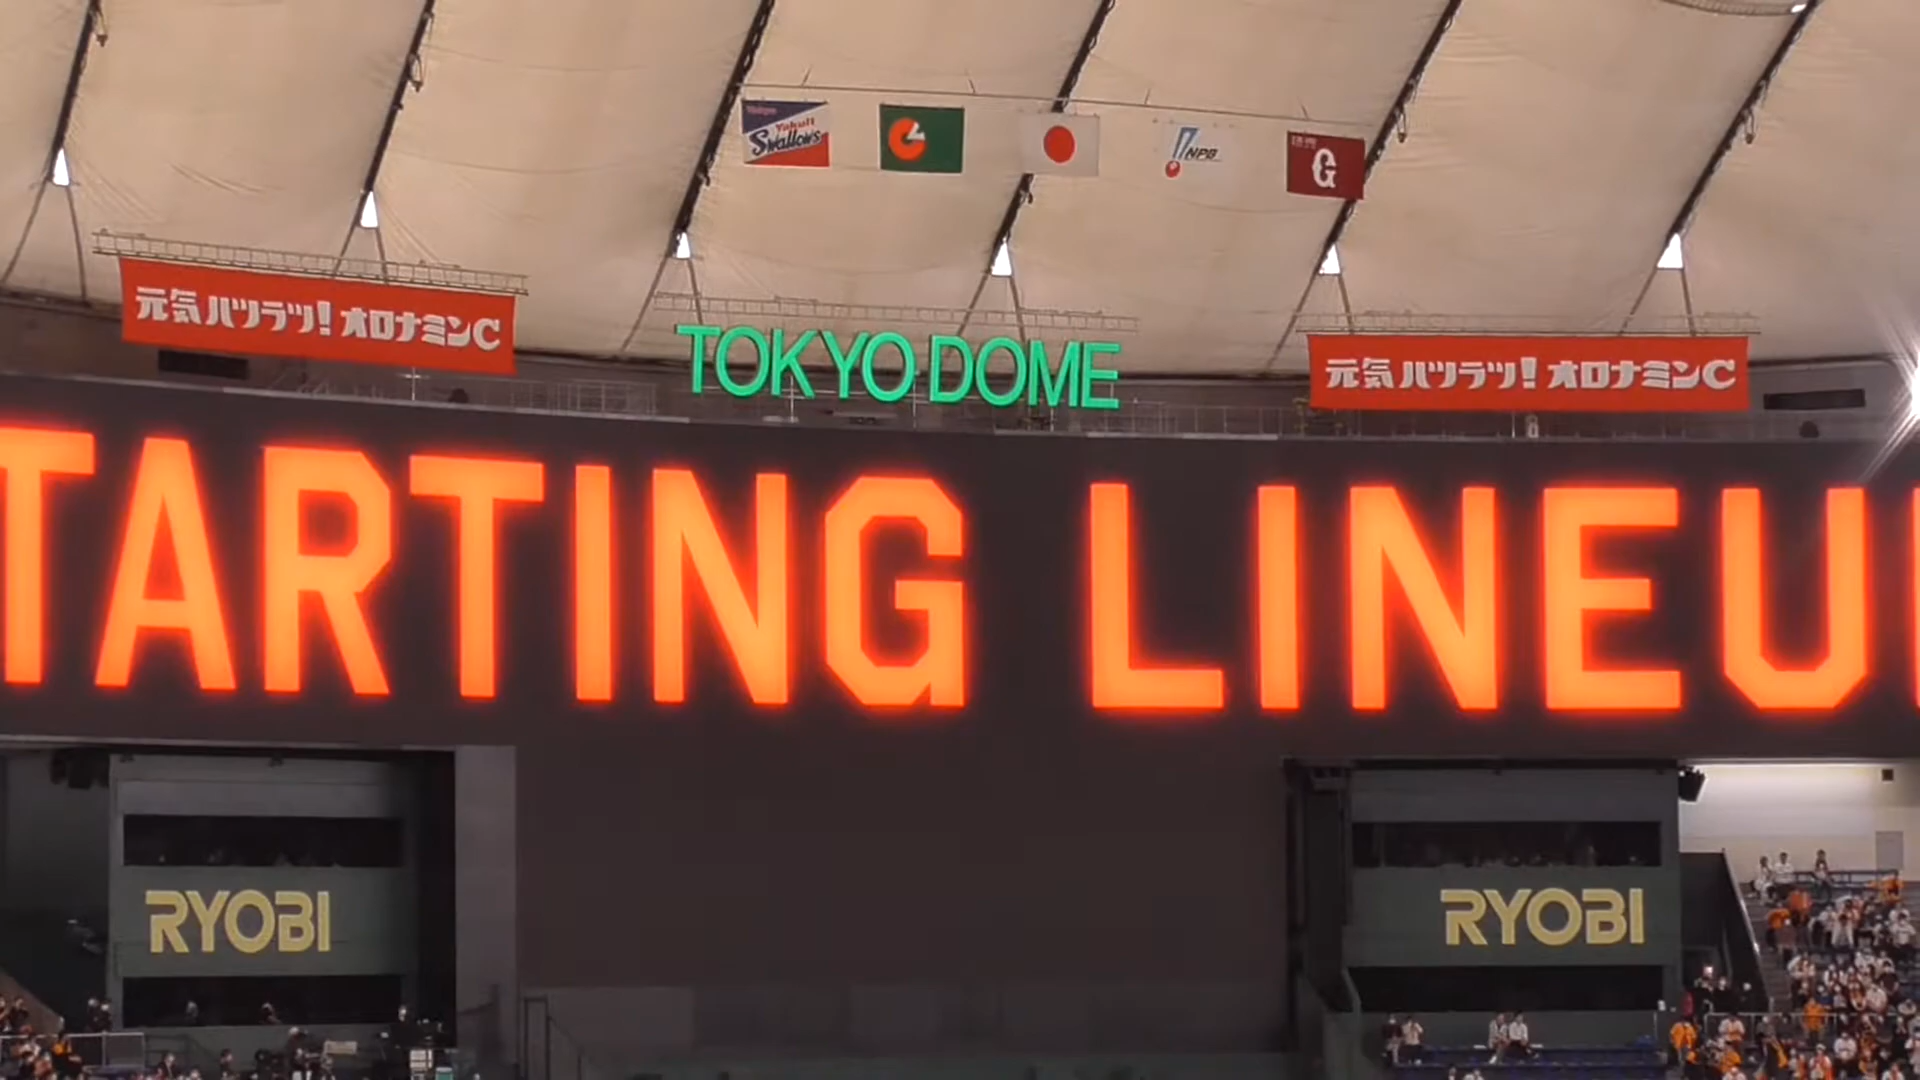 Tokyo
Yakult
Swallows
NPB
G
元気ハツラツ!オロナミンC
TOKYO DOME
元気ハツラツ!オロナミンC
TARTING LINEU
RYOBI
RYOBI